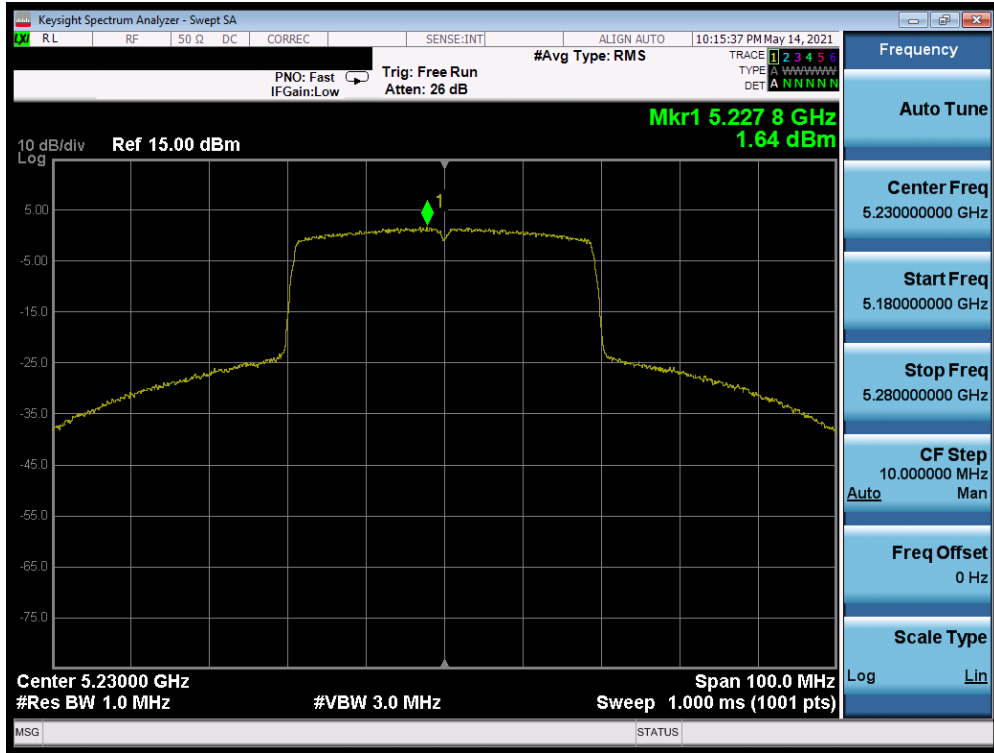 Keysight Spectrum Analyzer - Swept SA
LXI RL RF 50 Ω DC CORREC SENSE:INT ALIGN AUTO 10:15:37 PM May 14, 2021
#Avg Type: RMS
TRACE 1 2 3 4 5 6
PNO: Fast Trig: Free Run
TYPE A WWWWW
IFGain:Low Atten: 26 dB
DET A N N N N N
Mkr1 5.227 8 GHz
1.64 dBm
10 dB/div Ref 15.00 dBm
Log
1
5.00
-5.00
-15.0
-25.0
-35.0
-45.0
-55.0
-65.0
-75.0
Center 5.23000 GHz Span 100.0 MHz
#Res BW 1.0 MHz #VBW 3.0 MHz Sweep 1.000 ms (1001 pts)
MSG STATUS
Frequency
Auto Tune
Center Freq
5.230000000 GHz
Start Freq
5.180000000 GHz
Stop Freq
5.280000000 GHz
CF Step
10.000000 MHz
Auto Man
Freq Offset
0 Hz
Scale Type
Log Lin